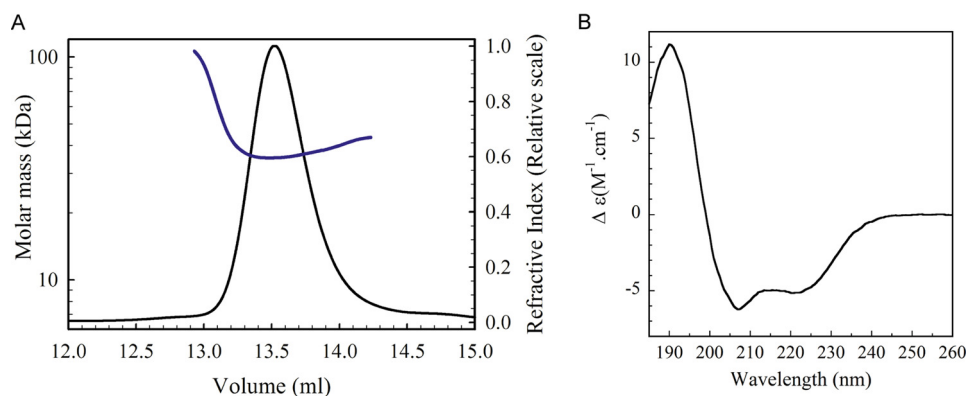 A
Molar mass (kDa)
100
10
12.0 12.5 13.0 13.5 14.0 14.5 15.0
Volume (ml)
1.0
0.8
0.6
0.4
0.2
0.0
Refractive Index (Relative scale)
B
Δ ε(M⁻¹.cm⁻¹)
10
5
0
-5
190 200 210 220 230 240 250 260
Wavelength (nm)